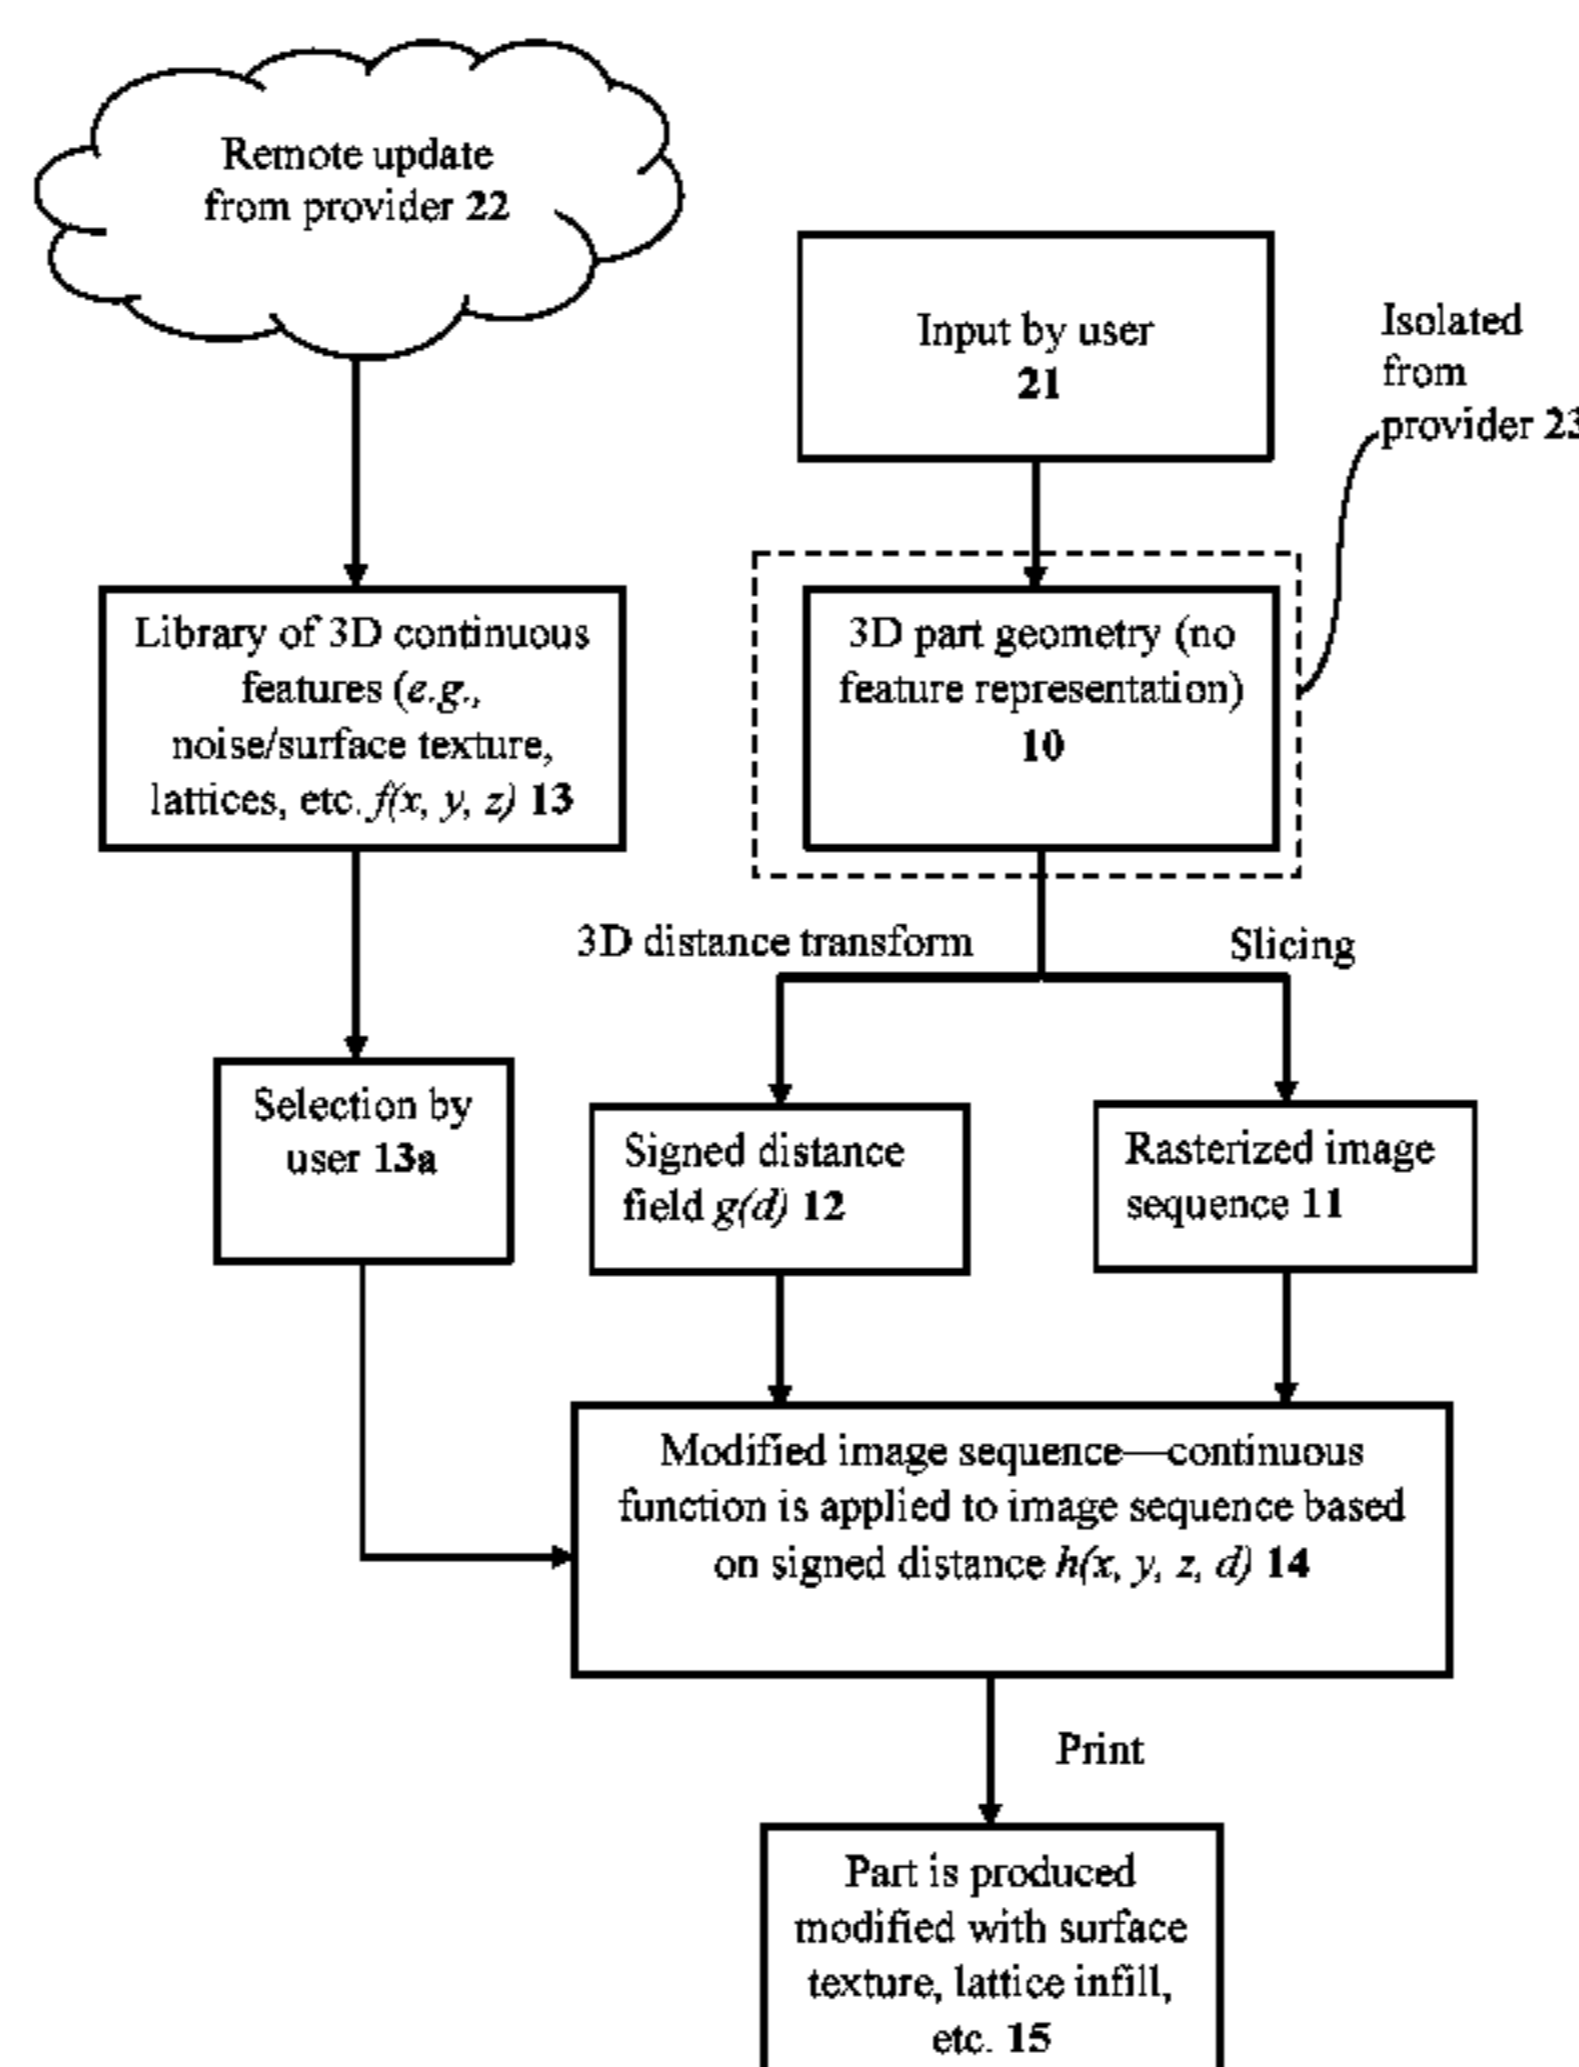 Remote update
from provider 22
Input by user
21
Isolated
from
provider 23
Library of 3D continuous
features (e.g.,
noise/surface texture,
lattices, etc. f(x, y, z) 13
3D part geometry (no
feature representation)
10
3D distance transform
Slicing
Selection by
user 13a
Signed distance
field g(d) 12
Rasterized image
sequence 11
Modified image sequence—continuous
function is applied to image sequence based
on signed distance h(x, y, z, d) 14
Print
Part is produced
modified with surface
texture, lattice infill,
etc. 15